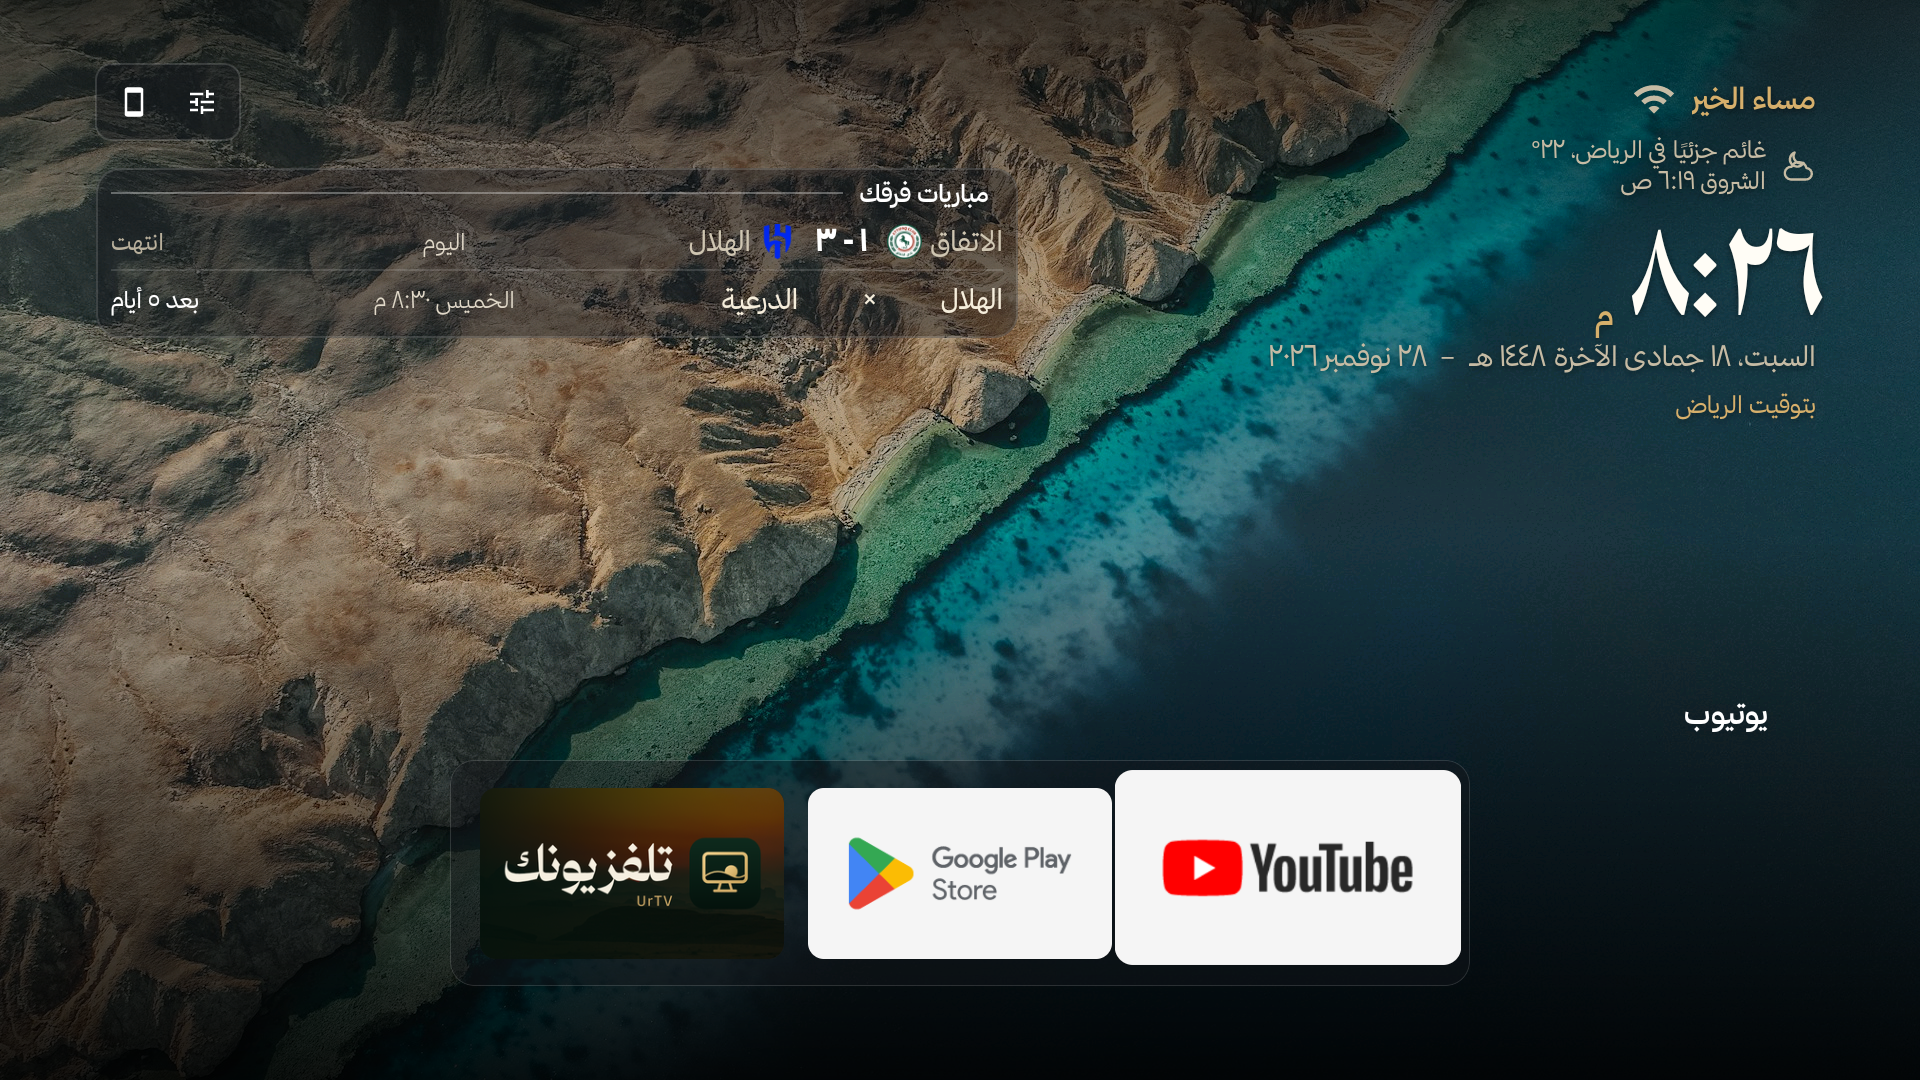 مساء الخير
غائم جزئيًا في الرياض، ٢٢°
الشروق ٦:١٩ ص
٨:٢٦ م
السبت، ١٨ جمادى الآخرة ١٤٤٨ هـ – ٢٨ نوفمبر ٢٠٢٦
بتوقيت الرياض
مباريات فرقك
الاتفاق ١ - ٣ الهلال اليوم انتهت
الهلال × الدرعية الخميس ٨:٣٠ م بعد ٥ أيام
يوتيوب
YouTube
Google Play
Store
تلفزيونك
UrTV